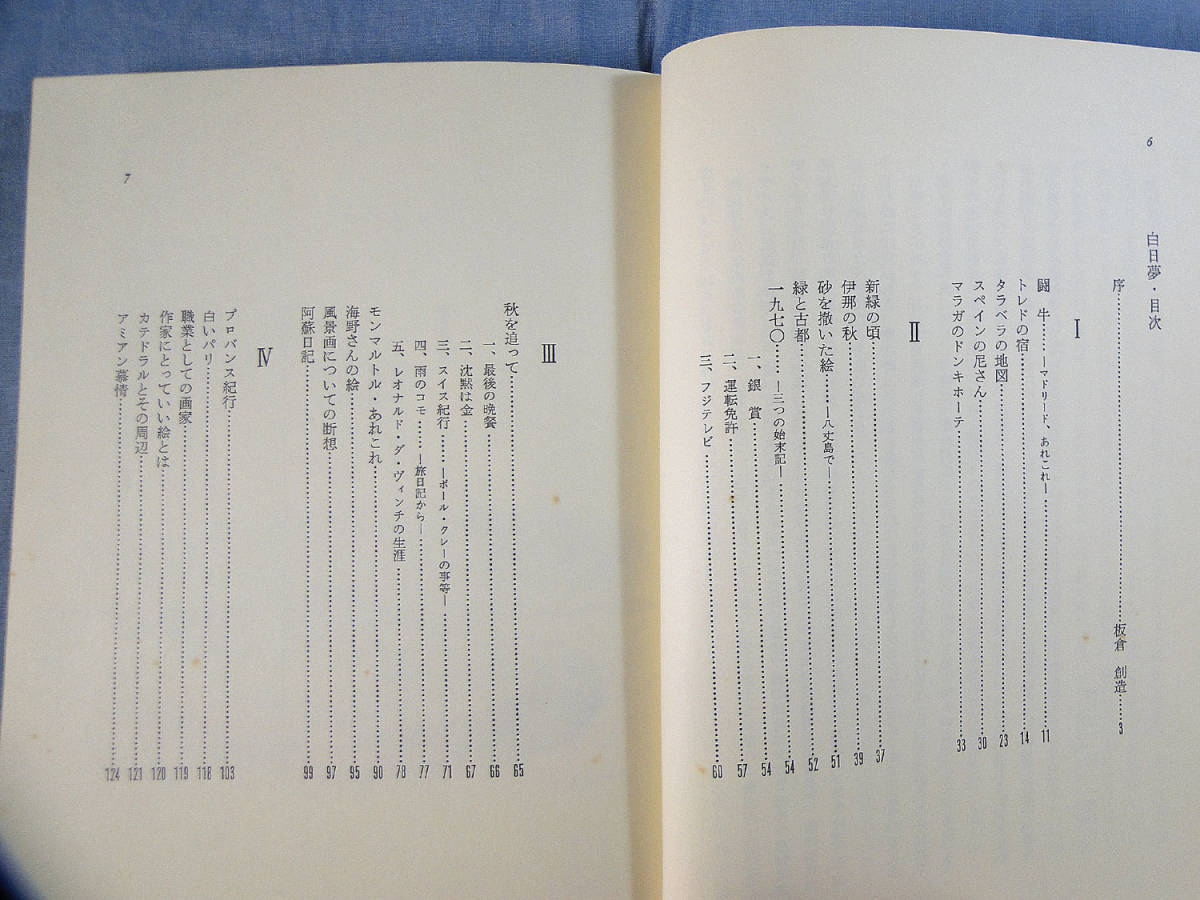 6
白日夢・目次
序……板倉 創造…3
Ⅰ
闘 牛……―マドリード、あれこれ―……11
トレドの宿……14
タラベラの地図……23
スペインの尼さん……30
マラガのドンキホーテ……33
Ⅱ
新緑の頃……37
伊那の秋……39
砂を撒いた絵……―八丈島で―……51
緑と古都……52
一九七〇……―三つの始末記―……54
一、銀 賞……54
二、運転免許……57
三、フジテレビ……60
7
Ⅲ
秋を追って……65
一、最後の晩餐……66
二、沈黙は金……67
三、スイス紀行……―ポール・クレーの事等―……71
四、雨のコモ……―旅日記から―……77
五、レオナルド・ダ・ヴィンチの生涯……78
モンマルトル・あれこれ……90
海野さんの絵……95
風景画についての断想……97
阿蘇日記……99
Ⅳ
プロバンス紀行……103
白いパリ……118
職業としての画家……119
作家にとっていい絵とは……120
カテドラルとその周辺……121
アミアン慕情……124